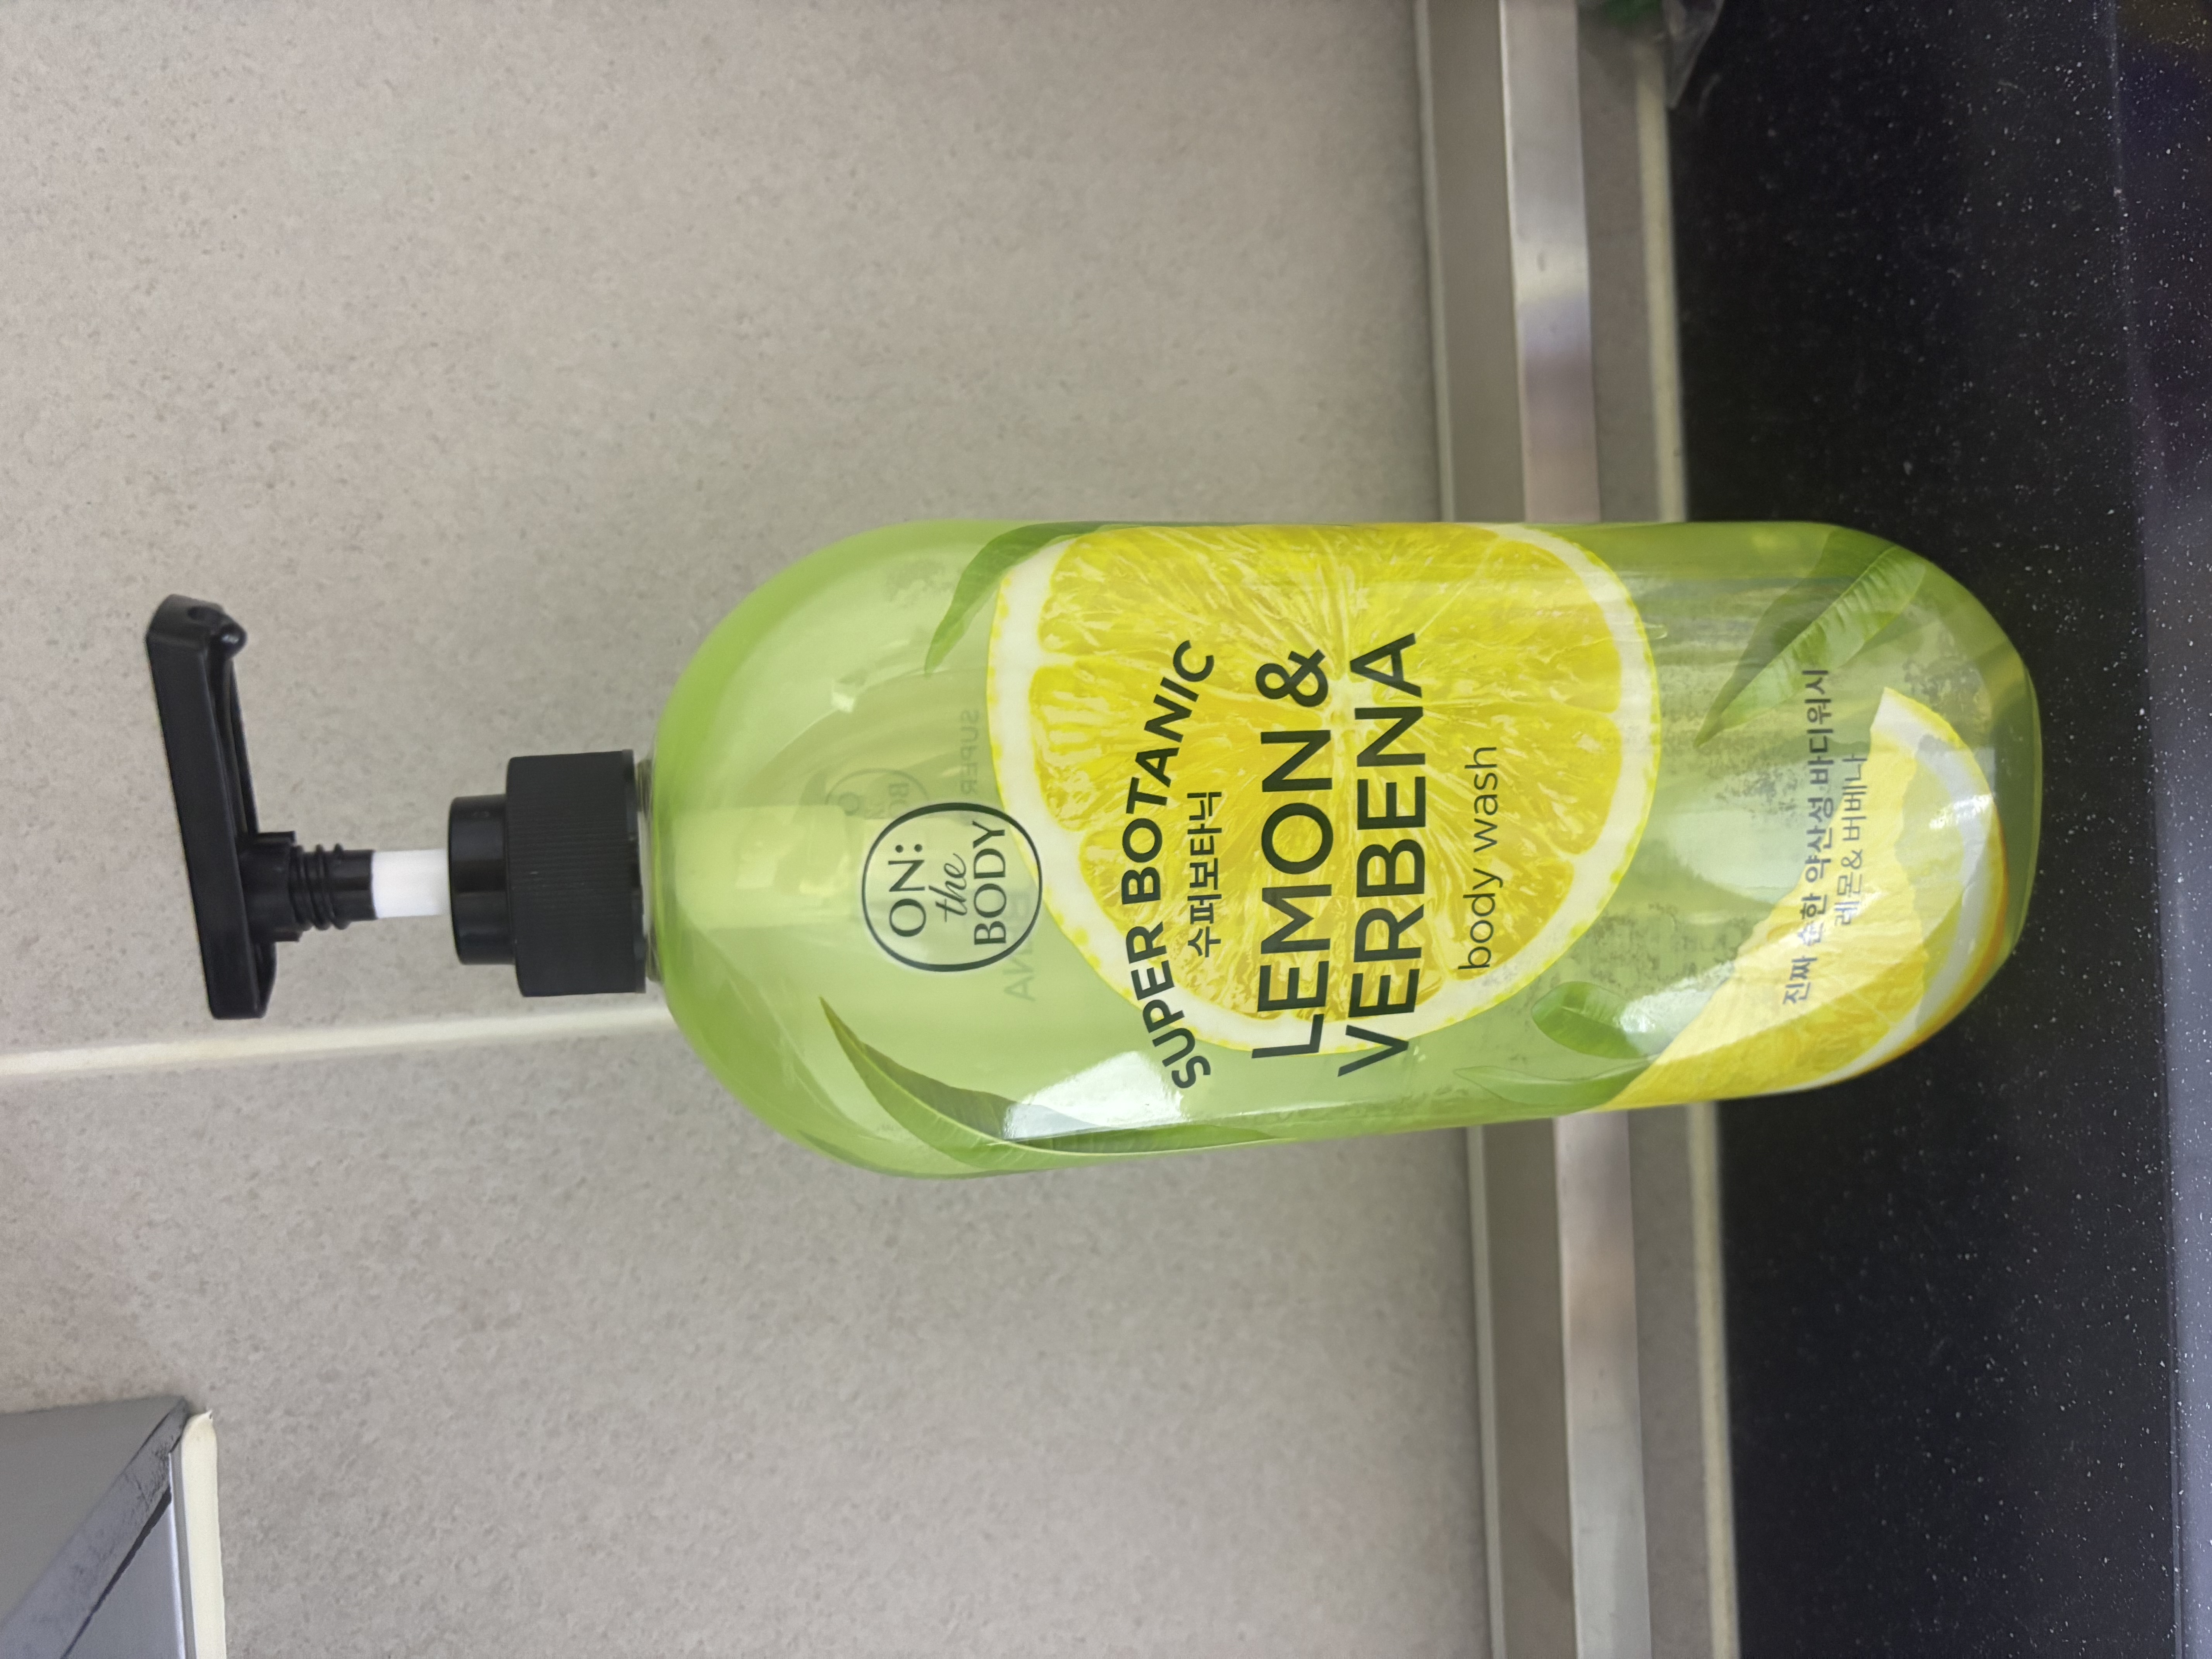 ON:
the
BODY
SUPER BOTANIC
수퍼보타닉
LEMON &
VERBENA
body wash
진짜 순한 약산성 바디워시
레몬 & 버베나